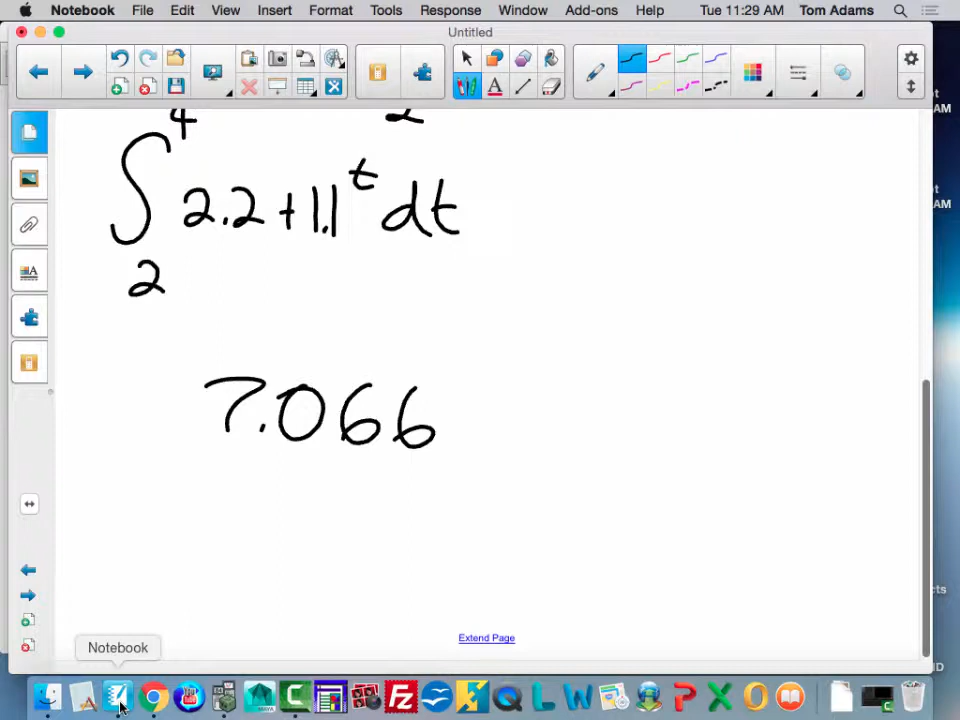 Notebook File Edit View Insert Format Tools Response Window Add-ons Help Tue 11:29 AM Tom Adams
Untitled
4 2
∫ 2.2+1.1^t dt
2
7.066
Extend Page
Notebook